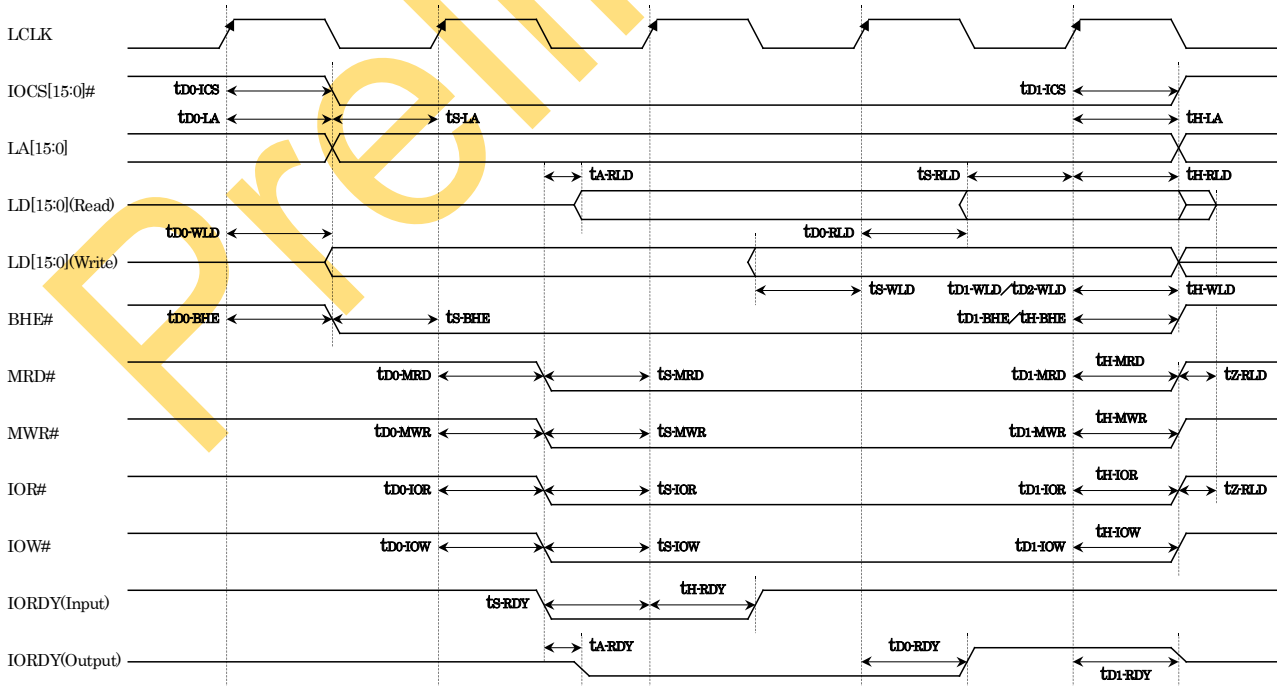 LCLK
IOCS[15:0]# tD0-ICS tD1-ICS
tD0-LA tS-LA tH-LA
LA[15:0]
tA-RLD tS-RLD tH-RLD
LD[15:0](Read)
tD0-WLD tD0-RLD
LD[15:0](Write)
tS-WLD tD1-WLD/tD2-WLD tH-WLD
BHE# tD0-BHE tS-BHE tD1-BHE/tH-BHE
tH-MRD
MRD# tD0-MRD tS-MRD tD1-MRD tZ-RLD
tH-MWR
MWR# tD0-MWR tS-MWR tD1-MWR
tH-IOR
IOR# tD0-IOR tS-IOR tD1-IOR tZ-RLD
tH-IOW
IOW# tD0-IOW tS-IOW tD1-IOW
IORDY(Input) tS-RDY tH-RDY
tA-RDY tD0-RDY
IORDY(Output)
tD1-RDY
Preli